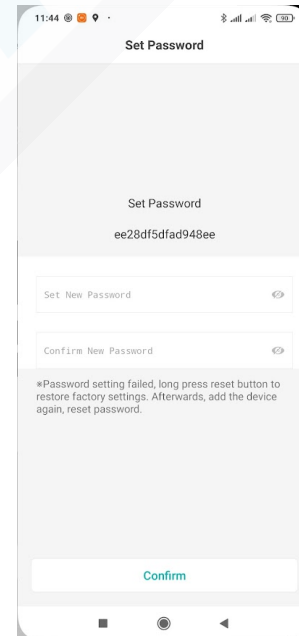 11:44
90
Set Password
Set Password
ee28df5dfad948ee
Set New Password
Confirm New Password
*Password setting failed, long press reset button to
restore factory settings. Afterwards, add the device
again, reset password.
Confirm